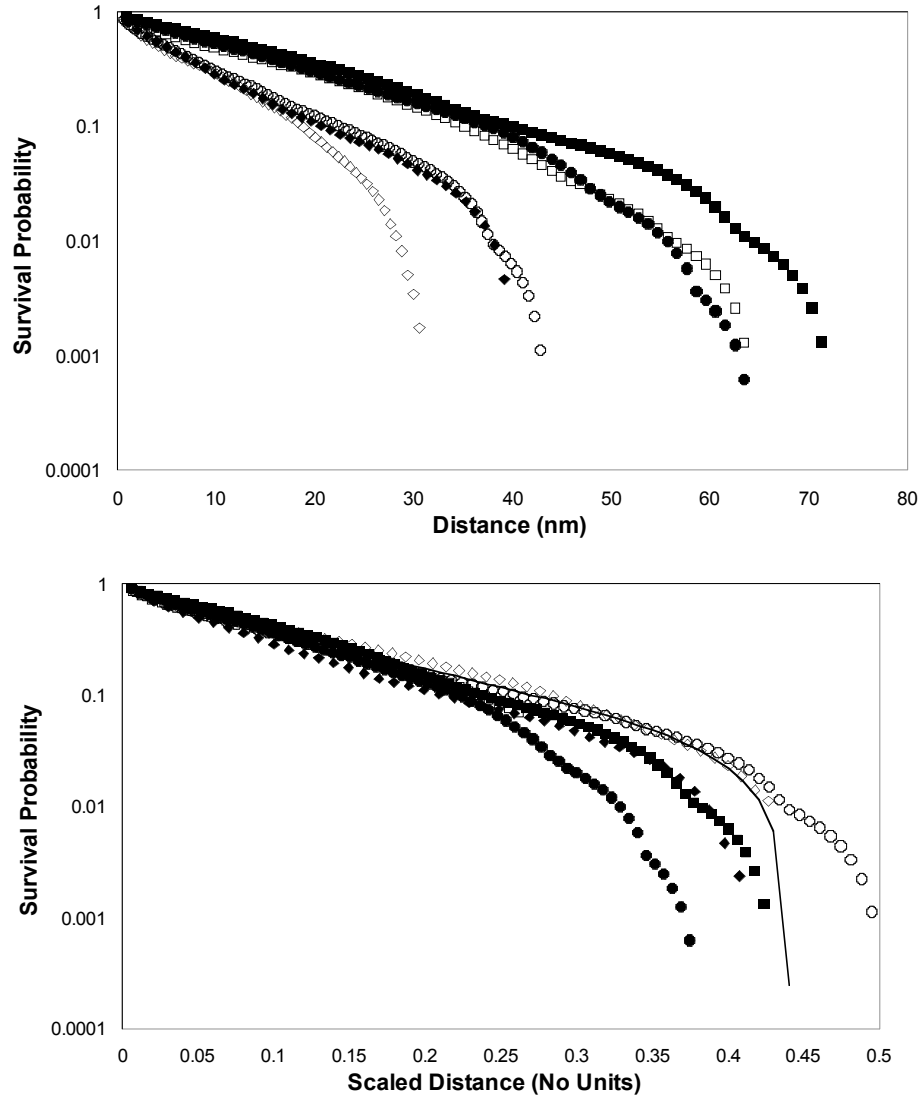 1
0.1
0.01
0.001
0.0001
Survival Probability
0 10 20 30 40 50 60 70 80
Distance (nm)
1
0.1
0.01
0.001
0.0001
Survival Probability
0 0.05 0.1 0.15 0.2 0.25 0.3 0.35 0.4 0.45 0.5
Scaled Distance (No Units)